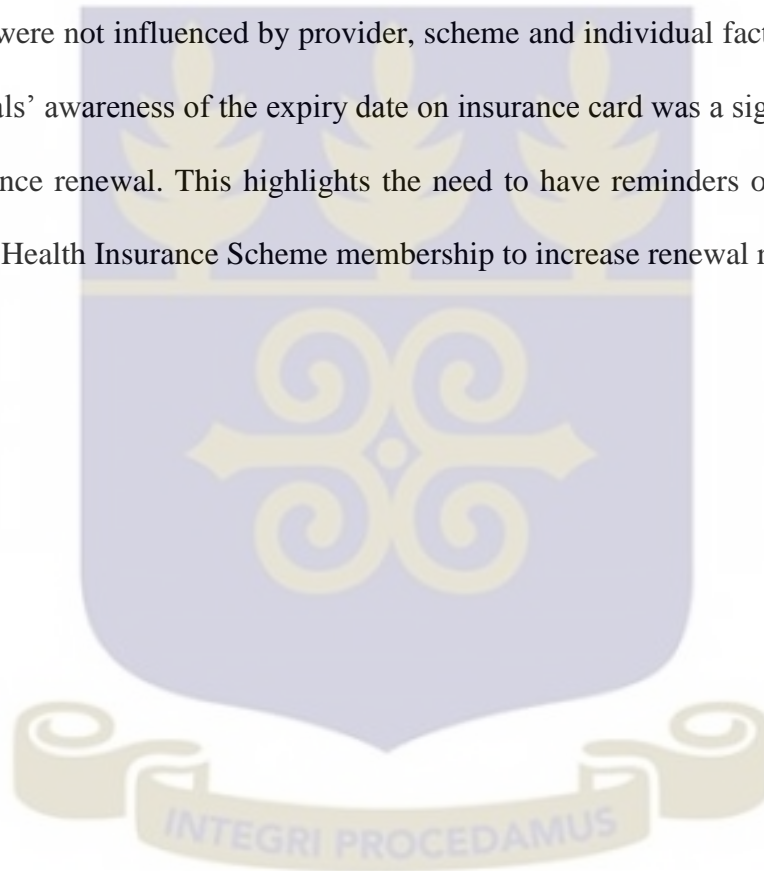 were not influenced by provider, scheme and individual fact
als’ awareness of the expiry date on insurance card was a sig
nce renewal. This highlights the need to have reminders o
Health Insurance Scheme membership to increase renewal r
INTEGRI PROCEDAMUS